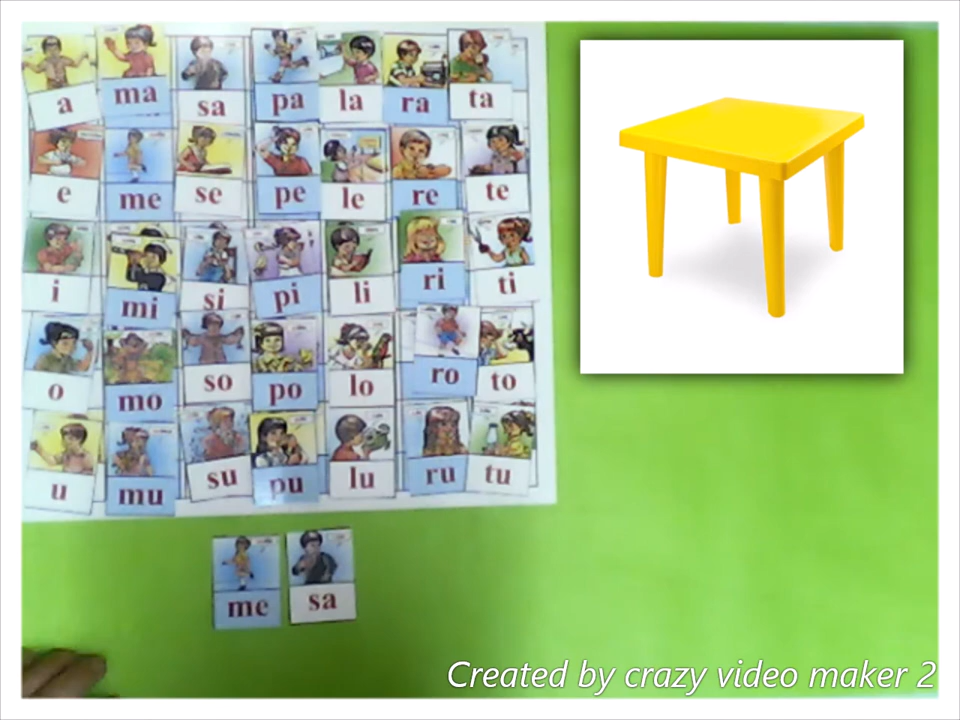 a ma sa pa la ra ta
e me se pe le re te
i mi si pi li ri ti
o mo so po lo ro to
u mu su pu lu ru tu
me sa
Created by crazy video maker 2